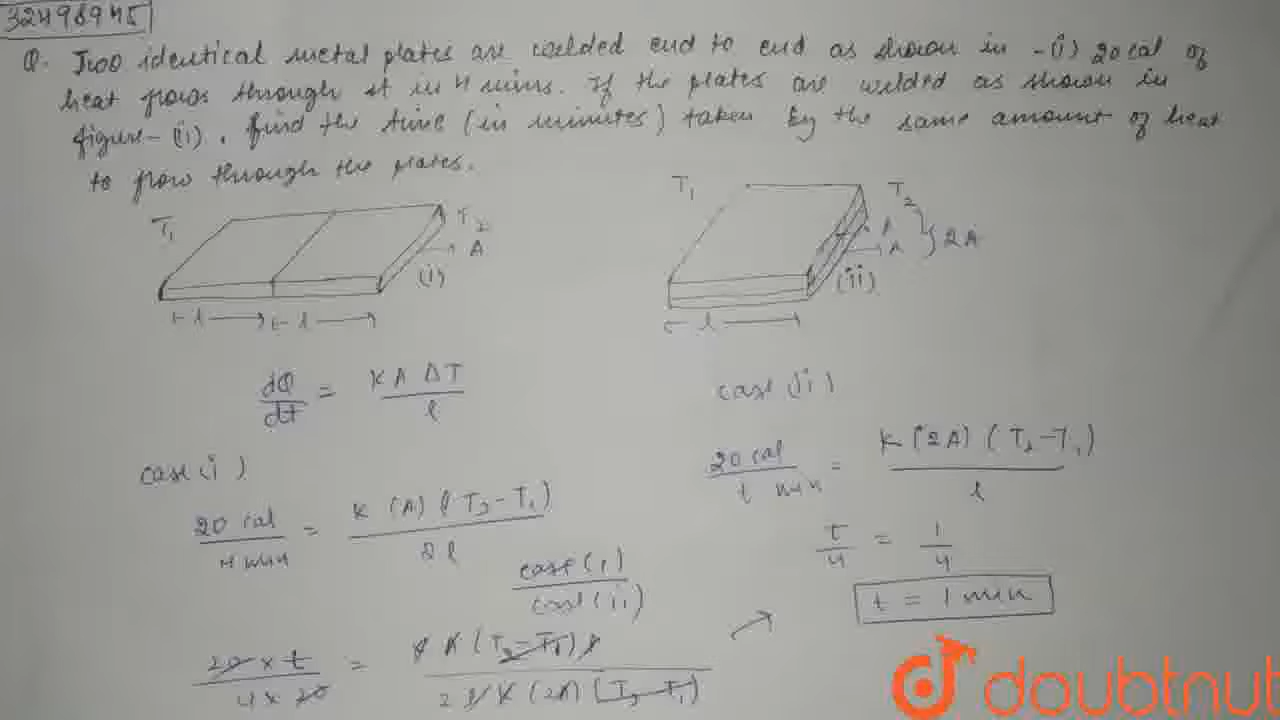 32498945
Q. Two identical metal plates are welded end to end as shown in -(i) 20 cal of
heat flows through it in 4 mins. If the plates are welded as shown in
figure-(ii). find the time (in minutes) taken by the same amount of heat
to flow through the plates.
T1 T2 A (i)
l l
T1 T2 A A } 2A (ii)
l
dQ/dt = K A ΔT / l
case (i)
20 cal / 4 min = K (A) (T2-T1) / 2l
case (i) / case (ii)
20 × t / 4 × 20 = A K (T2-T1) l / 2 l K (2A) (T2-T1)
case (ii)
20 cal / t min = K (2A) (T2-T1) / l
t/4 = 1/4
t = 1 min
doubtnut